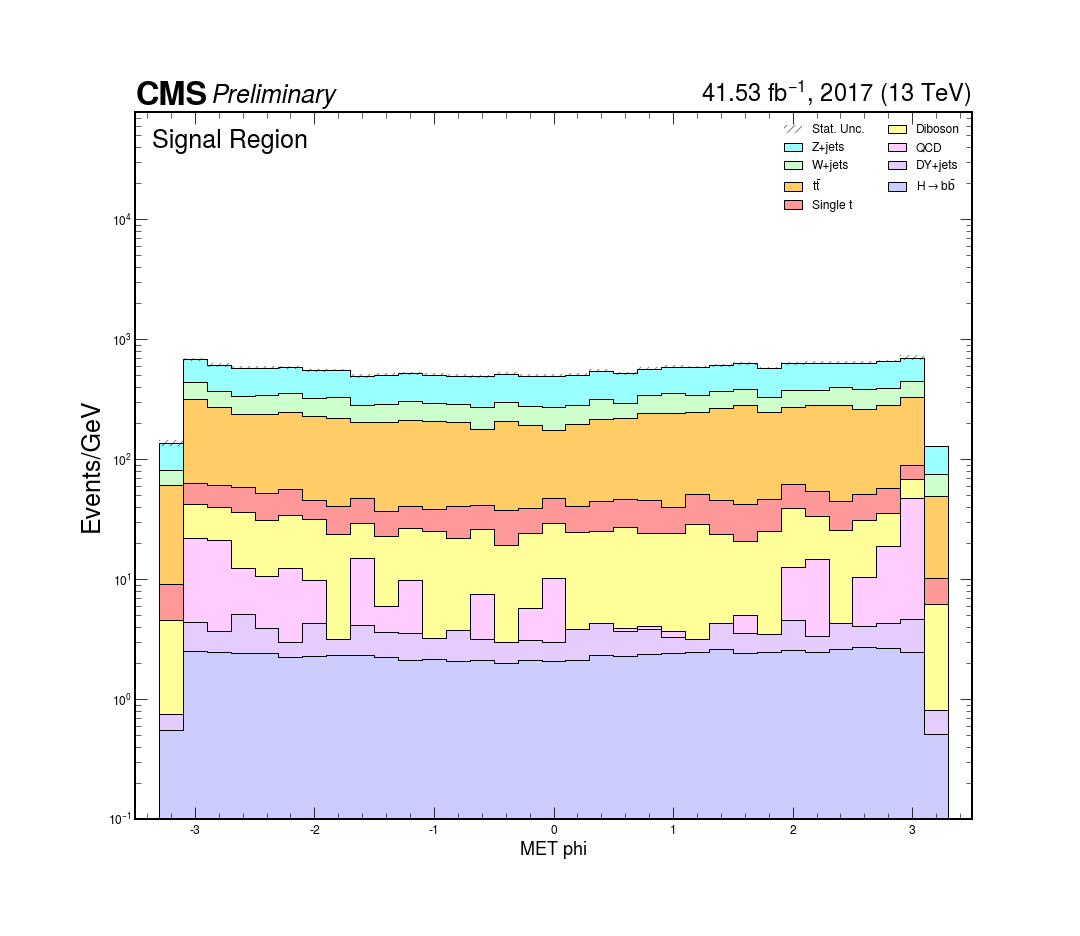 CMS Preliminary 41.53 fb⁻¹, 2017 (13 TeV)
Signal Region
Stat. Unc.
Z+jets
W+jets
tt̄
Single t
Diboson
QCD
DY+jets
H→bb̄
10⁴
10³
10²
10¹
10⁰
10⁻¹
Events/GeV
-3 -2 -1 0 1 2 3
MET phi